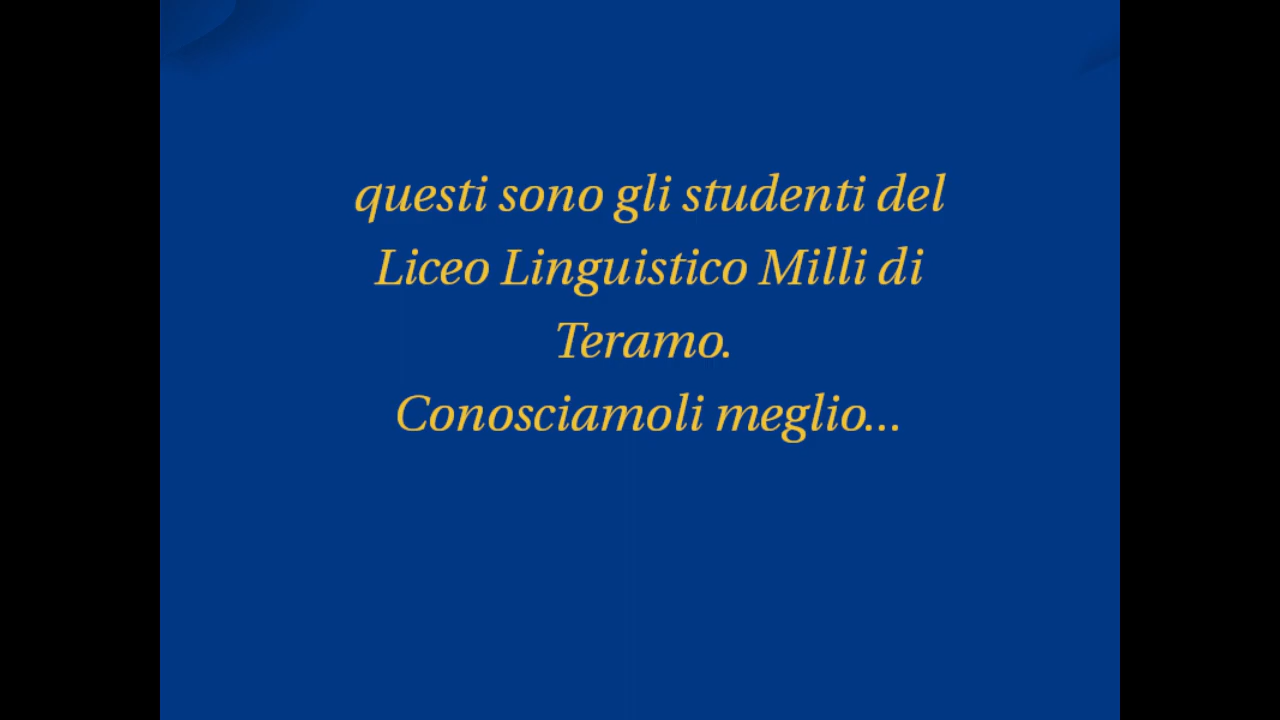 questi sono gli studenti del
Liceo Linguistico Milli di
Teramo.
Conosciamoli meglio...